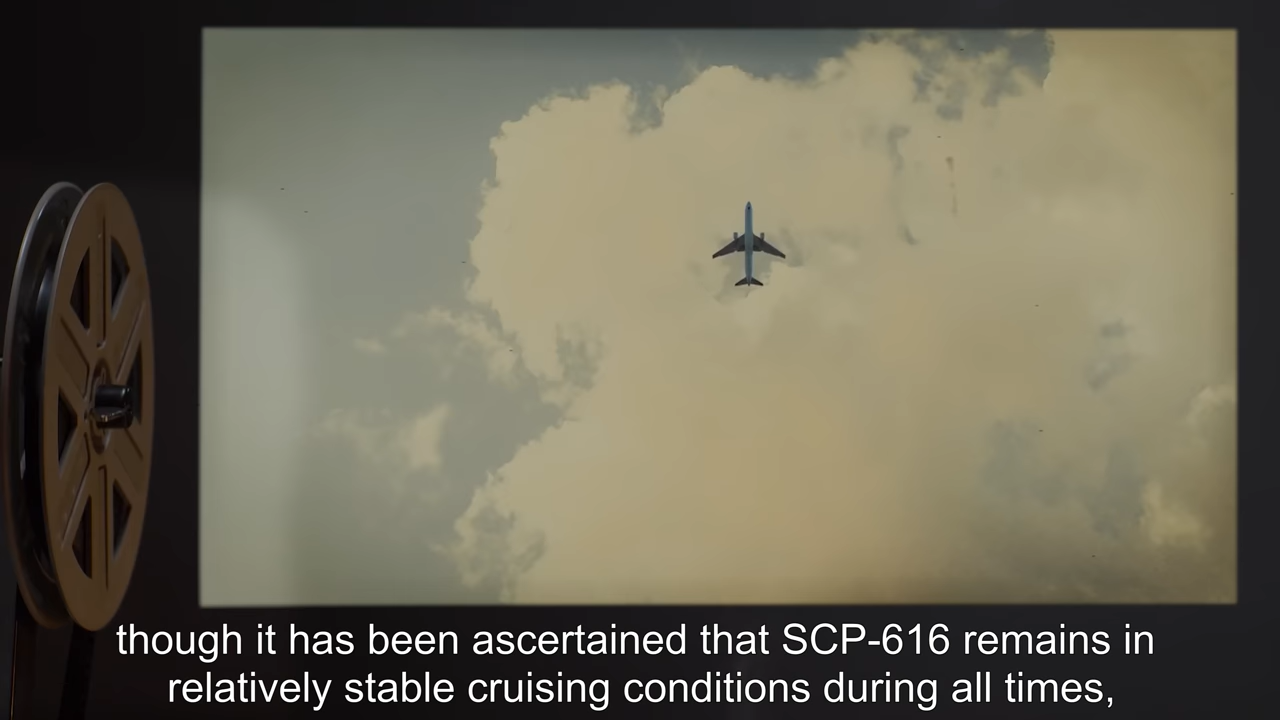 though it has been ascertained that SCP-616 remains in
relatively stable cruising conditions during all times,